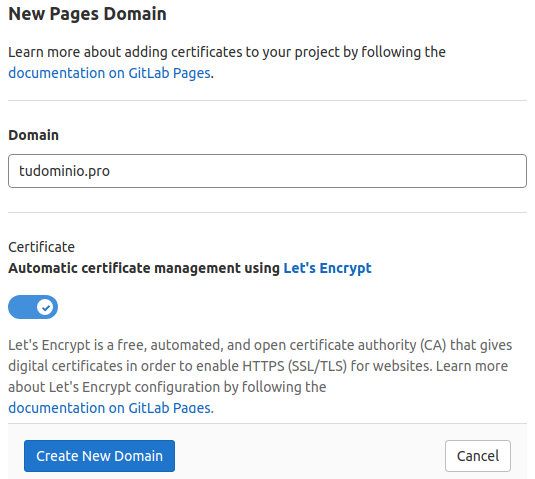 New Pages Domain
Learn more about adding certificates to your project by following the
documentation on GitLab Pages.
Domain
tudominio.pro
Certificate
Automatic certificate management using Let's Encrypt
Let's Encrypt is a free, automated, and open certificate authority (CA) that gives
digital certificates in order to enable HTTPS (SSL/TLS) for websites. Learn more
about Let's Encrypt configuration by following the
documentation on GitLab Pages.
Create New Domain
Cancel